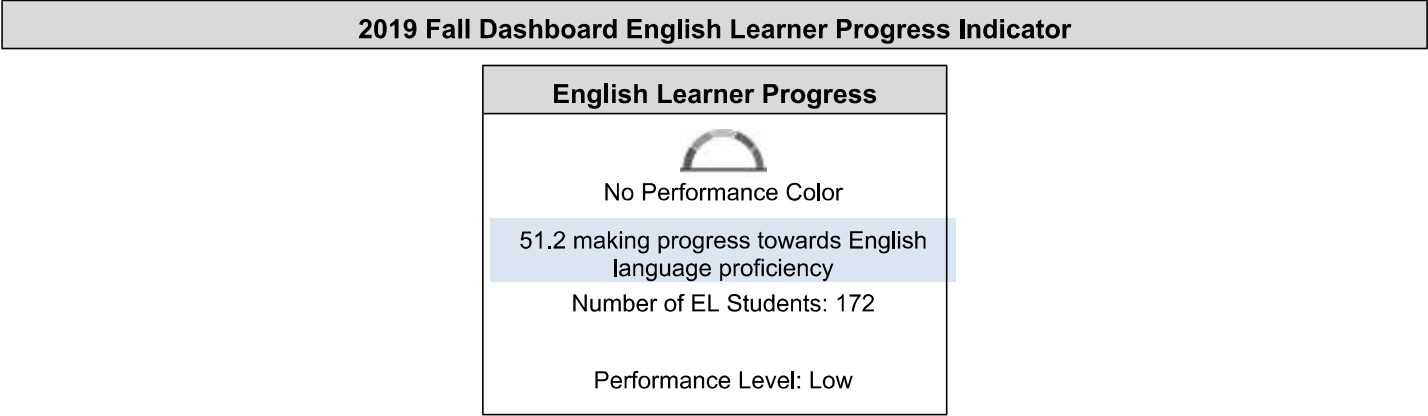 2019 Fall Dashboard English Learner Progress Indicator
English Learner Progress
No Performance Color
51.2 making progress towards English
language proficiency
Number of EL Students: 172
Performance Level: Low